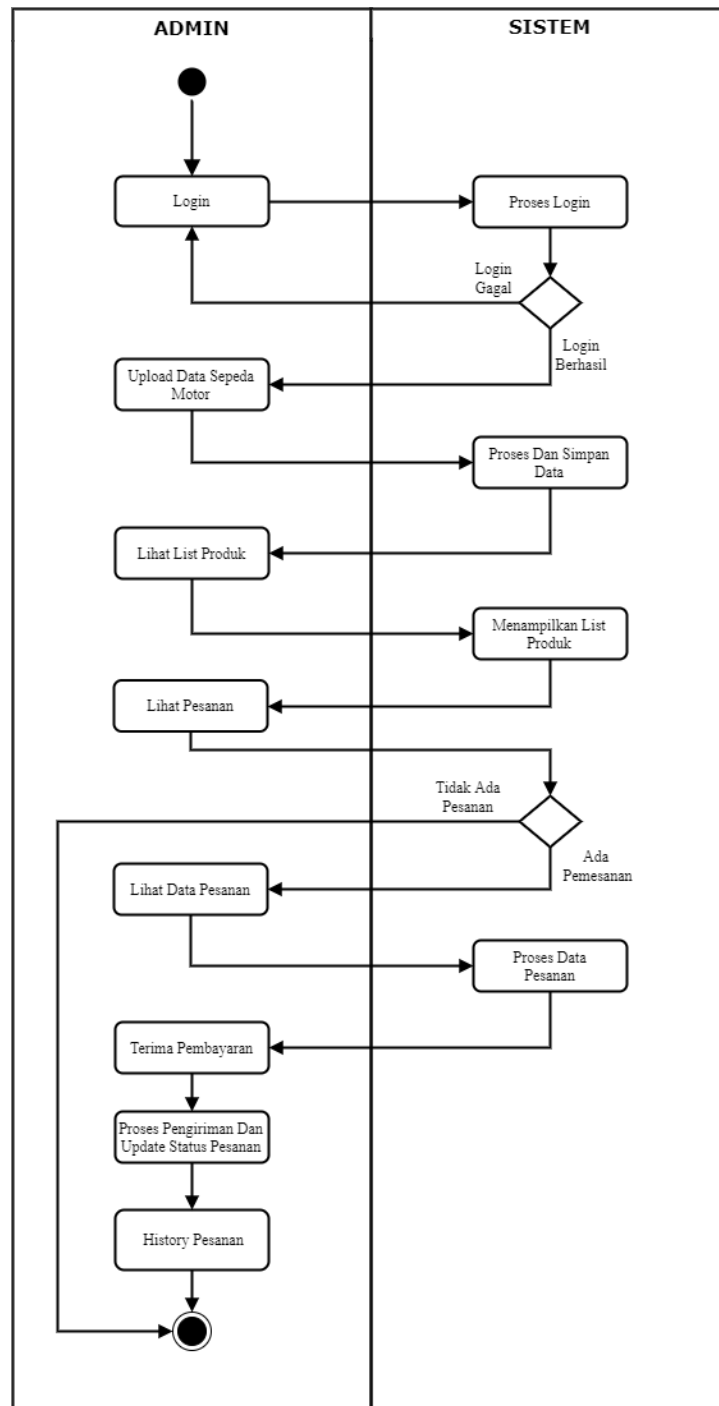 ADMIN
SISTEM
Login
Proses Login
Login
Gagal
Login
Berhasil
Upload Data Sepeda
Motor
Proses Dan Simpan
Data
Lihat List Produk
Menampilkan List
Produk
Lihat Pesanan
Tidak Ada
Pesanan
Ada
Pemesanan
Lihat Data Pesanan
Proses Data
Pesanan
Terima Pembayaran
Proses Pengiriman Dan
Update Status Pesanan
History Pesanan